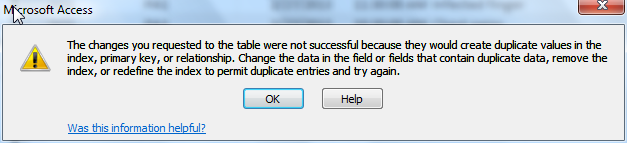 Microsoft Access
The changes you requested to the table were not successful because they would create duplicate values in the
index, primary key, or relationship. Change the data in the field or fields that contain duplicate data, remove the
index, or redefine the index to permit duplicate entries and try again.
OK Help
Was this information helpful?